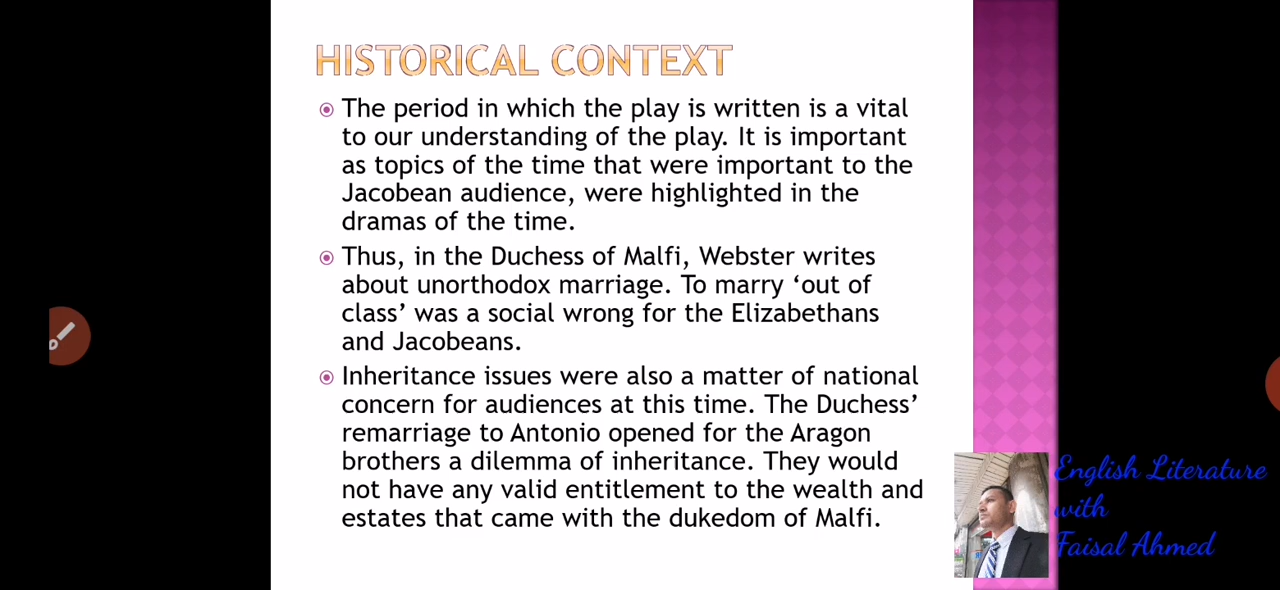 HISTORICAL CONTEXT
The period in which the play is written is a vital
to our understanding of the play. It is important
as topics of the time that were important to the
Jacobean audience, were highlighted in the
dramas of the time.
Thus, in the Duchess of Malfi, Webster writes
about unorthodox marriage. To marry ‘out of
class’ was a social wrong for the Elizabethans
and Jacobeans.
Inheritance issues were also a matter of national
concern for audiences at this time. The Duchess’
remarriage to Antonio opened for the Aragon
brothers a dilemma of inheritance. They would
not have any valid entitlement to the wealth and
estates that came with the dukedom of Malfi.
English Literature
with
Faisal Ahmed